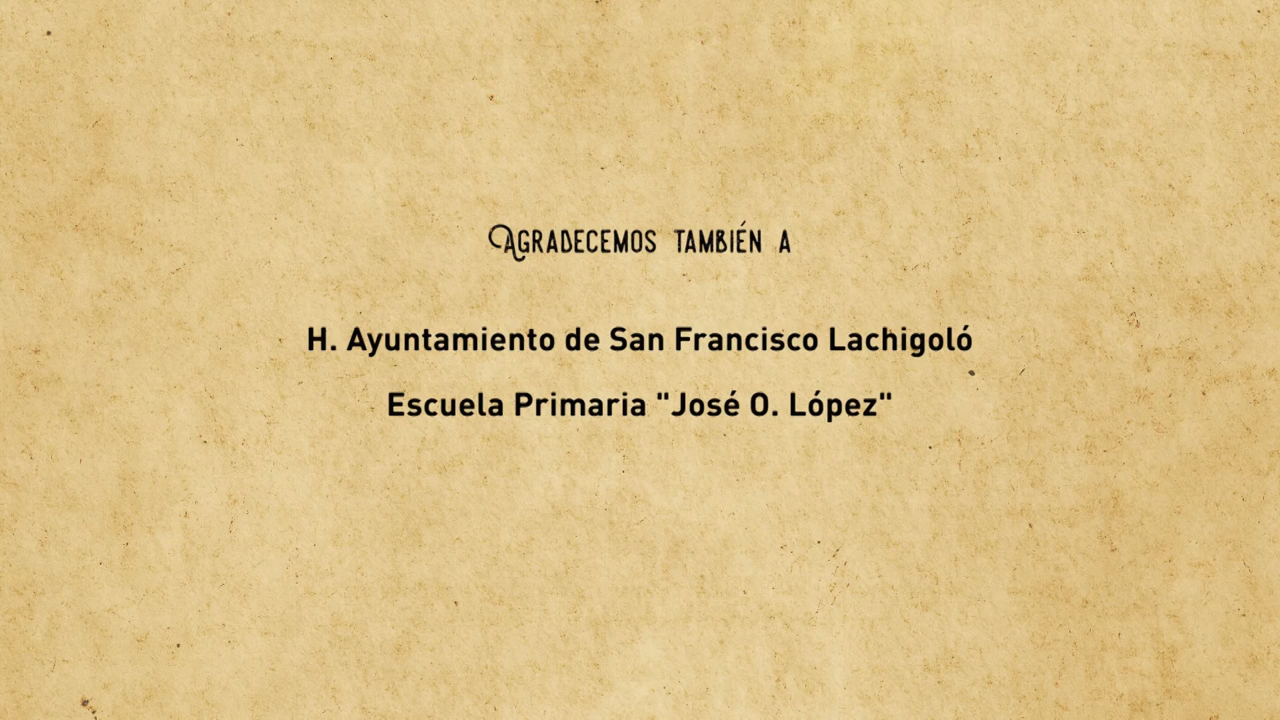 Agradecemos también a
H. Ayuntamiento de San Francisco Lachigoló
Escuela Primaria "José O. López"